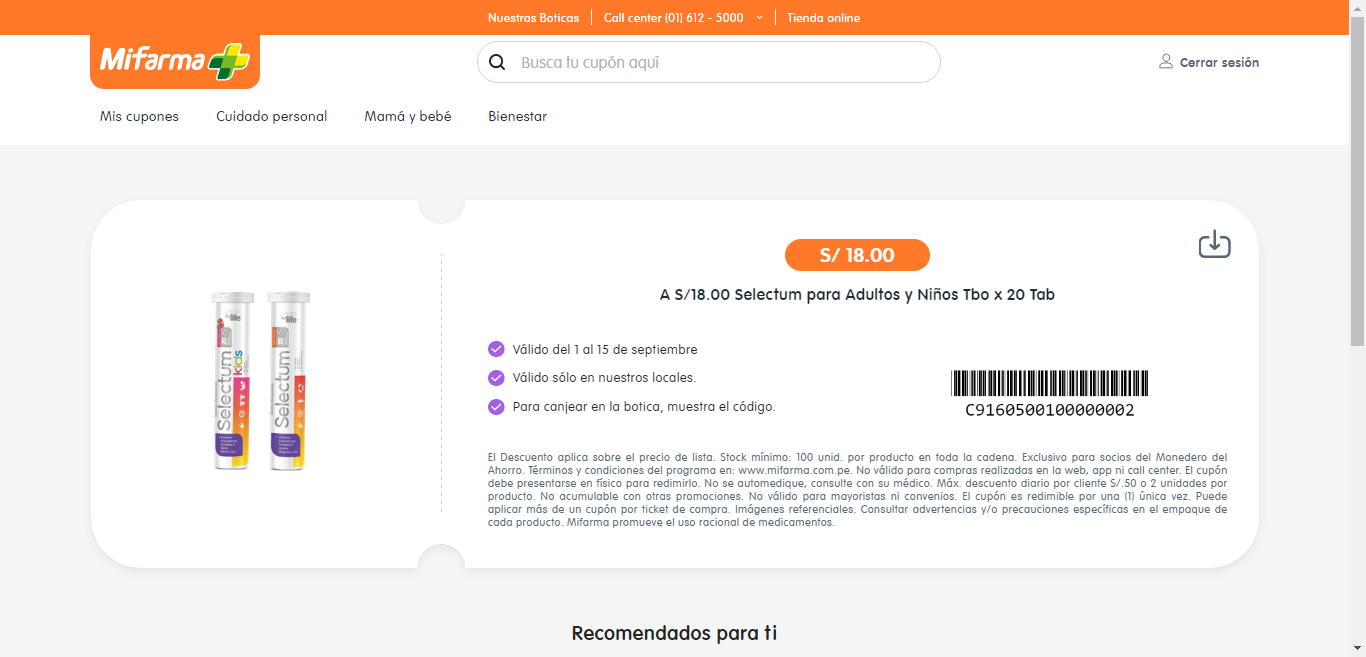 Nuestras Boticas
Call center (01) 612 - 5000
Tienda online
Mifarma
Busca tu cupón aquí
Cerrar sesión
Mis cupones
Cuidado personal
Mamá y bebé
Bienestar
S/ 18.00
A S/18.00 Selectum para Adultos y Niños Tbo x 20 Tab
Selectum kids
Selectum
Válido del 1 al 15 de septiembre
Válido sólo en nuestros locales.
Para canjear en la botica, muestra el código.
C9160500100000002
El Descuento aplica sobre el precio de lista. Stock mínimo: 100 unid. por producto en toda la cadena. Exclusivo para socios del Monedero del
Ahorro. Términos y condiciones del programa en: www.mifarma.com.pe. No válido para compras realizadas en la web, app ni call center. El cupón
debe presentarse en físico para redimirlo. No se automedique, consulte con su médico. Máx. descuento diario por cliente S/.50 o 2 unidades por
producto. No acumulable con otras promociones. No válido para mayoristas ni convenios. El cupón es redimible por una (1) única vez. Puede
aplicar más de un cupón por ticket de compra. Imágenes referenciales. Consultar advertencias y/o precauciones específicas en el empaque de
cada producto. Mifarma promueve el uso racional de medicamentos.
Recomendados para ti